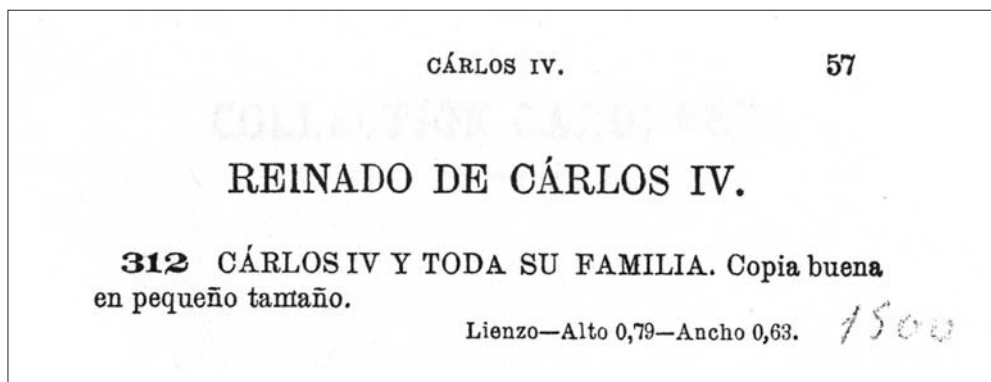 CÁRLOS IV. 57
REINADO DE CÁRLOS IV.
312 CÁRLOS IV Y TODA SU FAMILIA. Copia buena
en pequeño tamaño.
Lienzo—Alto 0,79—Ancho 0,63. 1500